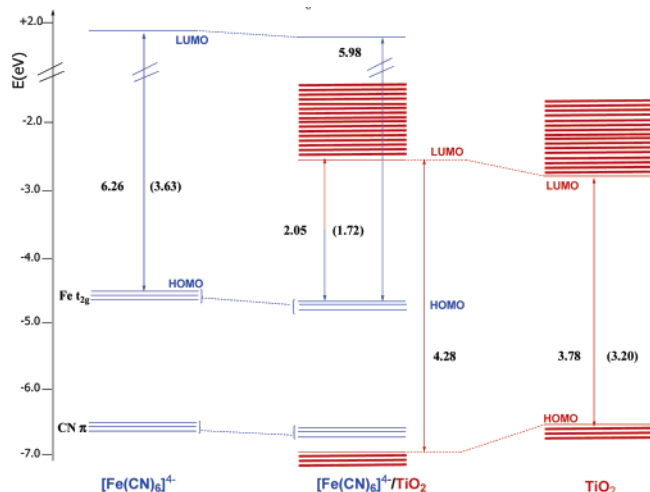 E(eV)
+2.0
-2.0
-3.0
-4.0
-5.0
-6.0
-7.0
LUMO
5.98
LUMO
LUMO
6.26 (3.63)
2.05 (1.72)
HOMO
Fe t2g
HOMO
4.28
3.78 (3.20)
HOMO
CN π
[Fe(CN)6]4-
[Fe(CN)6]4-/TiO2
TiO2